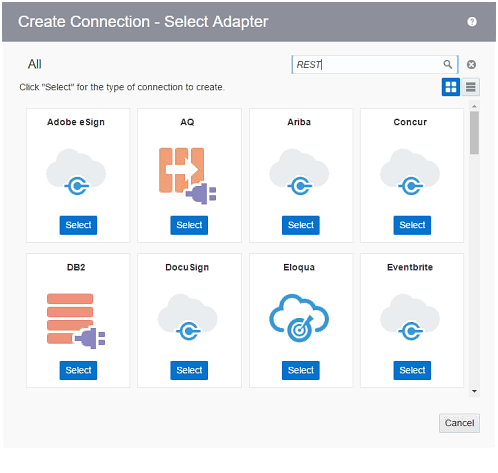 Create Connection - Select Adapter
?
All
REST
Click "Select" for the type of connection to create.
Adobe eSign
AQ
Ariba
Concur
Select
Select
Select
Select
DB2
DocuSign
Eloqua
Eventbrite
Select
Select
Select
Select
Cancel